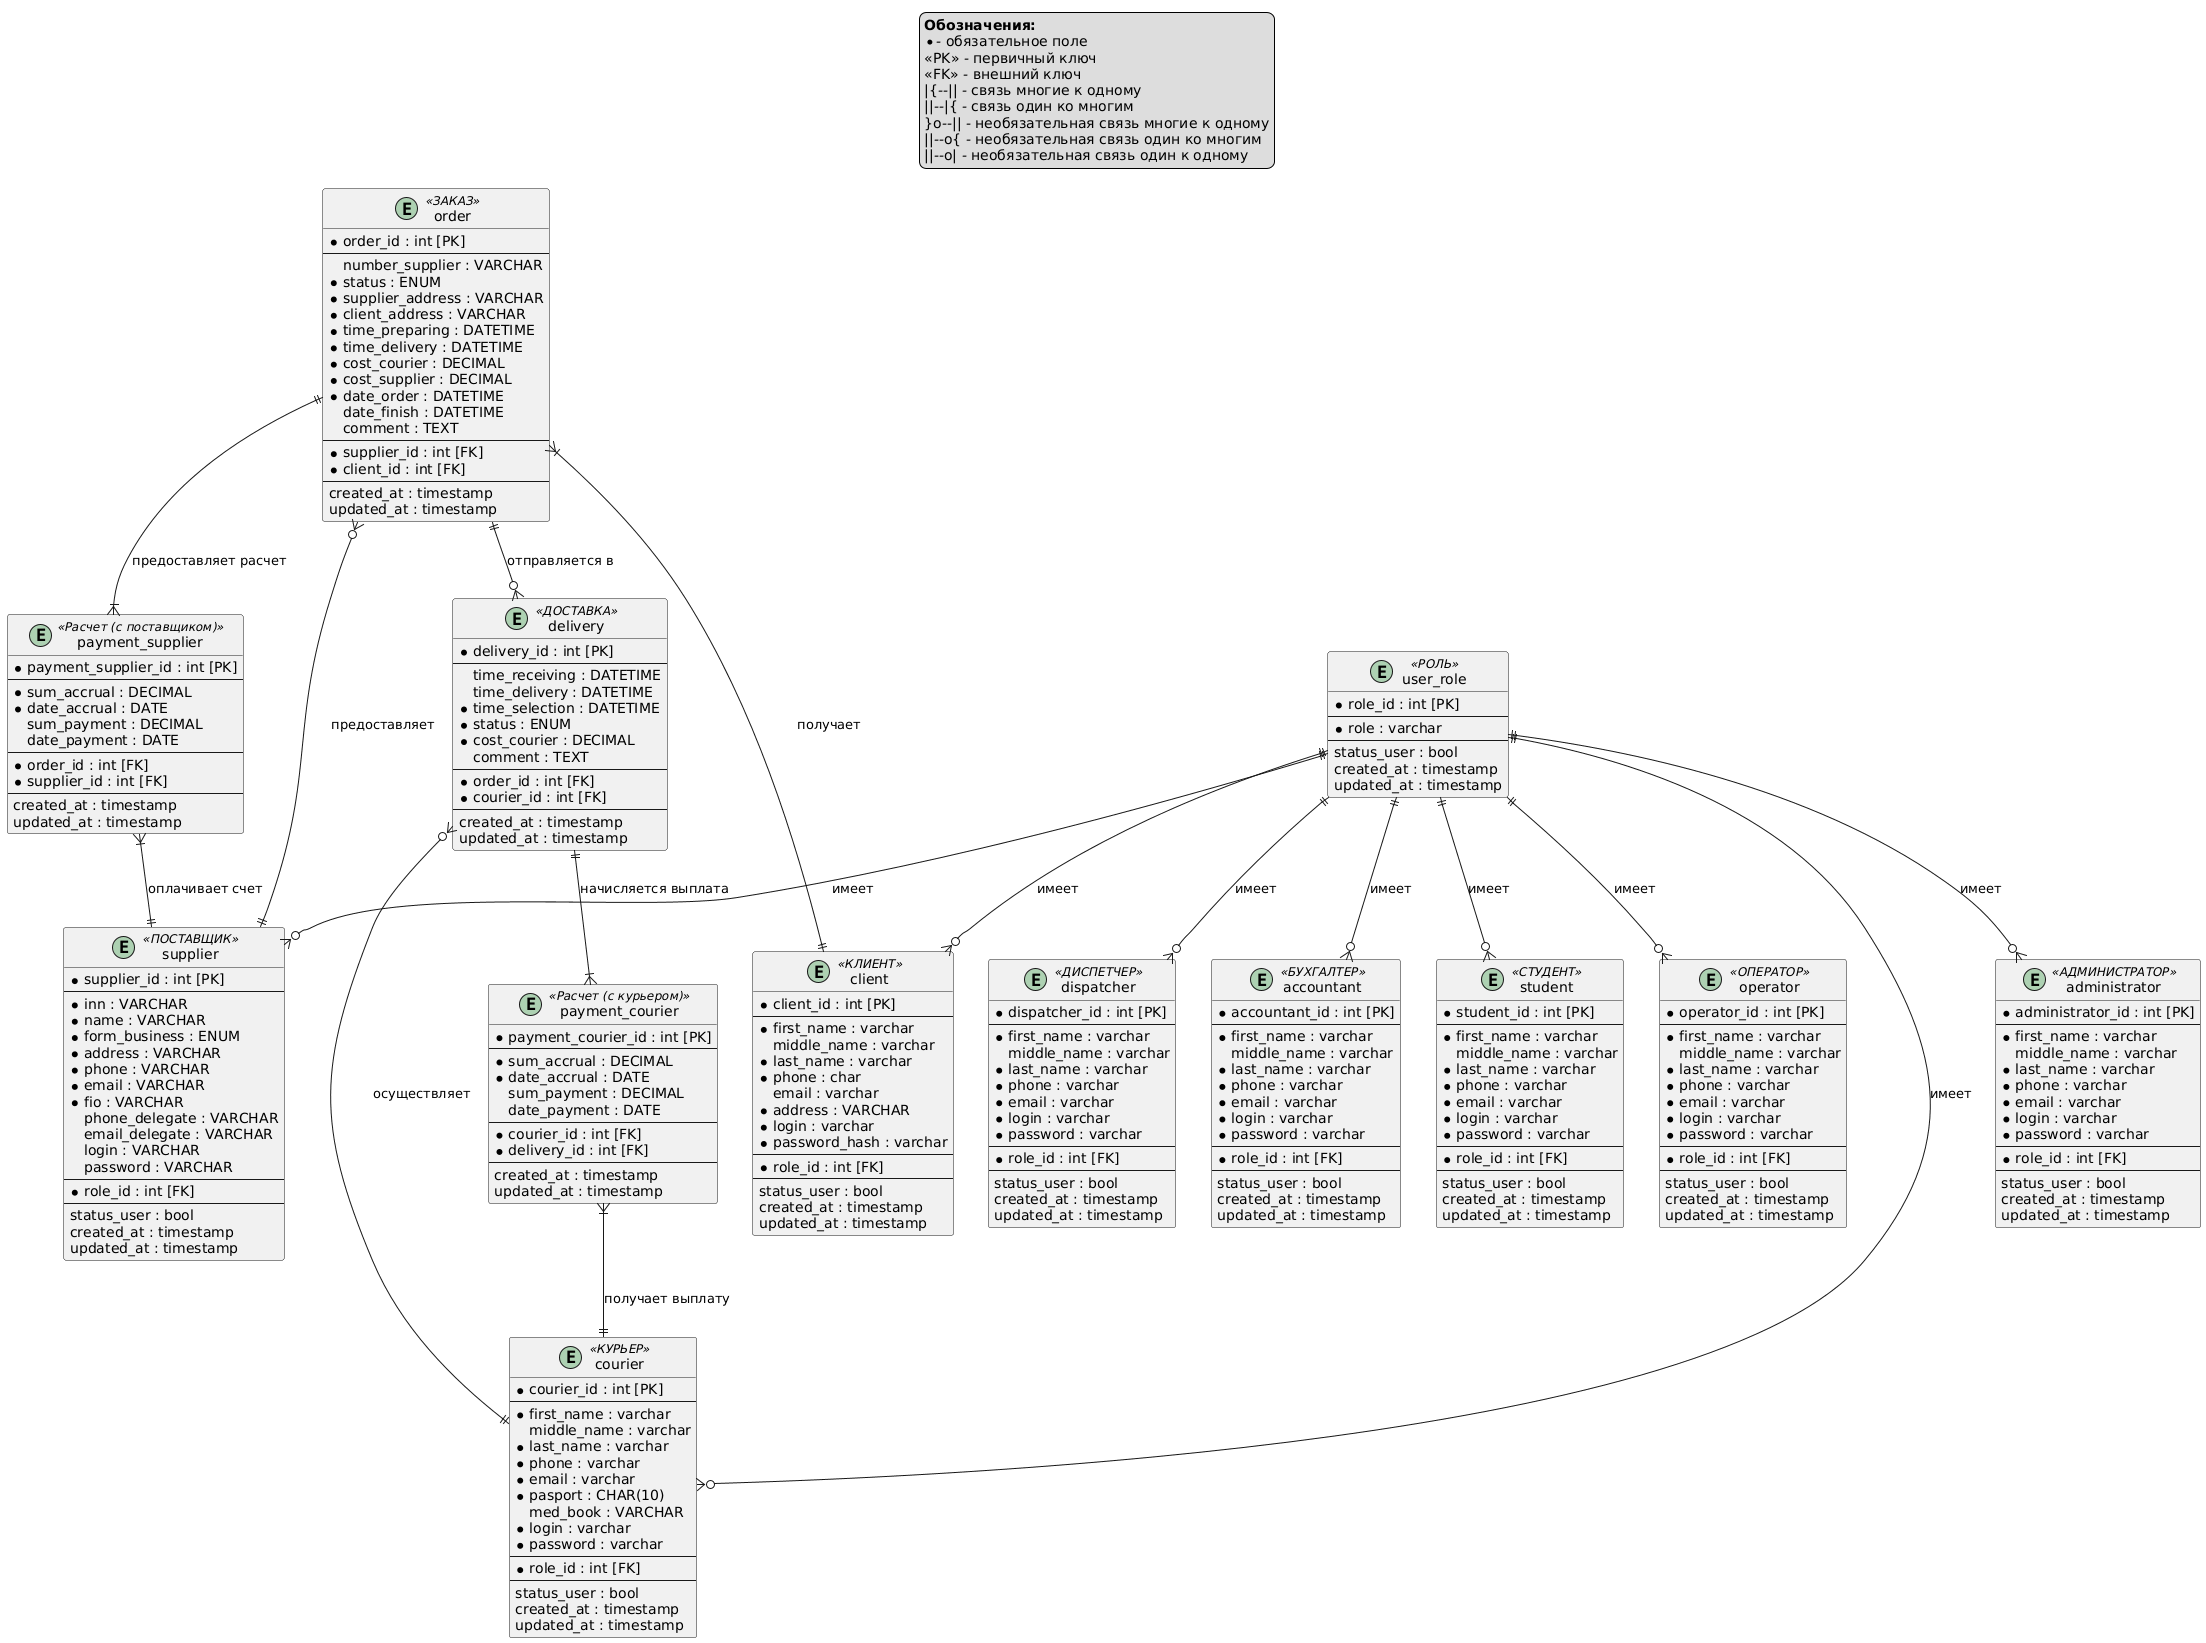 Обозначения:
* - обязательное поле
«PK» - первичный ключ
«FK» - внешний ключ
|{--|| - связь многие к одному
||--|{ - связь один ко многим
}o--|| - необязательная связь многие к одному
||--o{ - необязательная связь один ко многим
||--o| - необязательная связь один к одному
E «ЗАКАЗ»
order
* order_id : int [PK]
number_supplier : VARCHAR
* status : ENUM
* supplier_address : VARCHAR
* client_address : VARCHAR
* time_preparing : DATETIME
* time_delivery : DATETIME
* cost_courier : DECIMAL
* cost_supplier : DECIMAL
* date_order : DATETIME
date_finish : DATETIME
comment : TEXT
* supplier_id : int [FK]
* client_id : int [FK]
created_at : timestamp
updated_at : timestamp
предоставляет расчет
отправляется в
предоставляет
получает
E «Расчет (с поставщиком)»
payment_supplier
* payment_supplier_id : int [PK]
* sum_accrual : DECIMAL
* date_accrual : DATE
sum_payment : DECIMAL
date_payment : DATE
* order_id : int [FK]
* supplier_id : int [FK]
created_at : timestamp
updated_at : timestamp
E «ДОСТАВКА»
delivery
* delivery_id : int [PK]
time_receiving : DATETIME
time_delivery : DATETIME
* time_selection : DATETIME
* status : ENUM
* cost_courier : DECIMAL
comment : TEXT
* order_id : int [FK]
* courier_id : int [FK]
created_at : timestamp
updated_at : timestamp
E «РОЛЬ»
user_role
* role_id : int [PK]
* role : varchar
status_user : bool
created_at : timestamp
updated_at : timestamp
оплачивает счет
начисляется выплата
имеет
имеет
имеет
имеет
имеет
имеет
имеет
E «ПОСТАВЩИК»
supplier
* supplier_id : int [PK]
* inn : VARCHAR
* name : VARCHAR
* form_business : ENUM
* address : VARCHAR
* phone : VARCHAR
* email : VARCHAR
* fio : VARCHAR
phone_delegate : VARCHAR
email_delegate : VARCHAR
login : VARCHAR
password : VARCHAR
* role_id : int [FK]
status_user : bool
created_at : timestamp
updated_at : timestamp
осуществляет
E «Расчет (с курьером)»
payment_courier
* payment_courier_id : int [PK]
* sum_accrual : DECIMAL
* date_accrual : DATE
sum_payment : DECIMAL
date_payment : DATE
* courier_id : int [FK]
* delivery_id : int [FK]
created_at : timestamp
updated_at : timestamp
E «КЛИЕНТ»
client
* client_id : int [PK]
* first_name : varchar
middle_name : varchar
* last_name : varchar
* phone : char
email : varchar
* address : VARCHAR
* login : varchar
* password_hash : varchar
* role_id : int [FK]
status_user : bool
created_at : timestamp
updated_at : timestamp
E «ДИСПЕТЧЕР»
dispatcher
* dispatcher_id : int [PK]
* first_name : varchar
middle_name : varchar
* last_name : varchar
* phone : varchar
* email : varchar
* login : varchar
* password : varchar
* role_id : int [FK]
status_user : bool
created_at : timestamp
updated_at : timestamp
E «БУХГАЛТЕР»
accountant
* accountant_id : int [PK]
* first_name : varchar
middle_name : varchar
* last_name : varchar
* phone : varchar
* email : varchar
* login : varchar
* password : varchar
* role_id : int [FK]
status_user : bool
created_at : timestamp
updated_at : timestamp
E «СТУДЕНТ»
student
* student_id : int [PK]
* first_name : varchar
middle_name : varchar
* last_name : varchar
* phone : varchar
* email : varchar
* login : varchar
* password : varchar
* role_id : int [FK]
status_user : bool
created_at : timestamp
updated_at : timestamp
E «ОПЕРАТОР»
operator
* operator_id : int [PK]
* first_name : varchar
middle_name : varchar
* last_name : varchar
* phone : varchar
* email : varchar
* login : varchar
* password : varchar
* role_id : int [FK]
status_user : bool
created_at : timestamp
updated_at : timestamp
имеет
E «АДМИНИСТРАТОР»
administrator
* administrator_id : int [PK]
* first_name : varchar
middle_name : varchar
* last_name : varchar
* phone : varchar
* email : varchar
* login : varchar
* password : varchar
* role_id : int [FK]
status_user : bool
created_at : timestamp
updated_at : timestamp
получает выплату
E «КУРЬЕР»
courier
* courier_id : int [PK]
* first_name : varchar
middle_name : varchar
* last_name : varchar
* phone : varchar
* email : varchar
* pasport : CHAR(10)
med_book : VARCHAR
* login : varchar
* password : varchar
* role_id : int [FK]
status_user : bool
created_at : timestamp
updated_at : timestamp